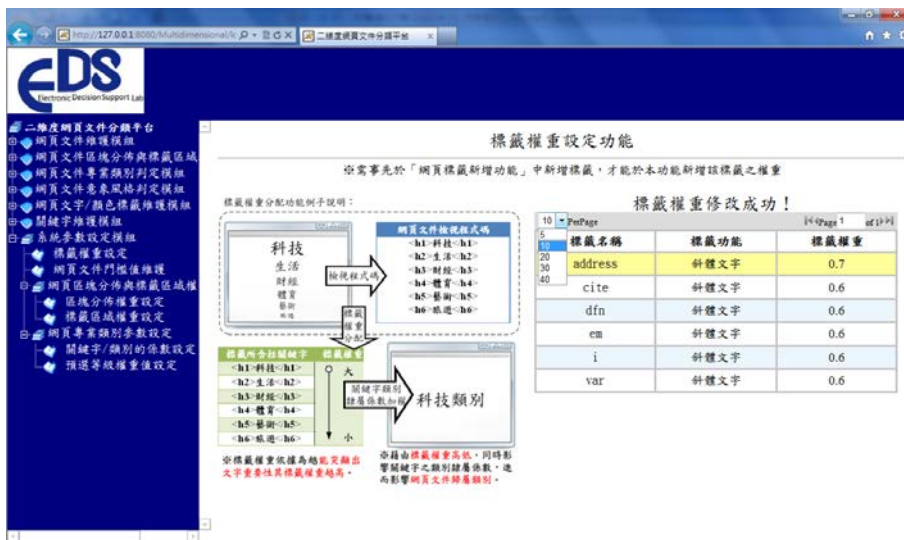 http://127.0.0.1:8080/Multidimensional/k
二維度網頁文件分類平台
EDS
Electronic Decision Support Lab
二維度網頁文件分類平台
網頁文件維護模組
網頁文件區塊分佈與標籤區域
網頁文件專業類別判定模組
網頁文件意象風格判定模組
網頁文字/顏色標籤維護模組
關鍵字維護模組
系統參數設定模組
標籤權重設定
網頁文件門檻值維護
網頁區塊分佈與標籤區域權
區塊分佈權重設定
標籤區域權重設定
網頁專業類別參數設定
關鍵字/類別的係數設定
預選等級權重值設定
標籤權重設定功能
※需事先於「網頁標籤新增功能」中新增標籤,才能於本功能新增該標籤之權重
標籤權重分配功能例子說明:
科技
生活
財經
體育
藝術
旅遊
檢視程式碼
網頁文件檢視程式碼
<h1>科技<h1>
<h2>生活<h2>
<h3>財經<h3>
<h4>體育<h4>
<h5>藝術<h5>
<h6>旅遊<h6>
標籤
權重
分配
標籤所含括關鍵字 標籤權重
<h1>科技<h1> 大
<h2>生活<h2>
<h3>財經<h3>
<h4>體育<h4>
<h5>藝術<h5>
<h6>旅遊<h6> 小
關鍵字類別
隸屬係數加權
科技類別
※標籤權重依據為越能突顯出
文字重要性其標籤權重越高。
※藉由標籤權重高低,同時影
響關鍵字之類別隸屬係數,進
而影響網頁文件歸屬類別。
標籤權重修改成功!
10 PerPage Page 1 of 1
5
10
20
30
40
標籤名稱 標籤功能 標籤權重
address 斜體文字 0.7
cite 斜體文字 0.6
dfn 斜體文字 0.6
em 斜體文字 0.6
i 斜體文字 0.6
var 斜體文字 0.6